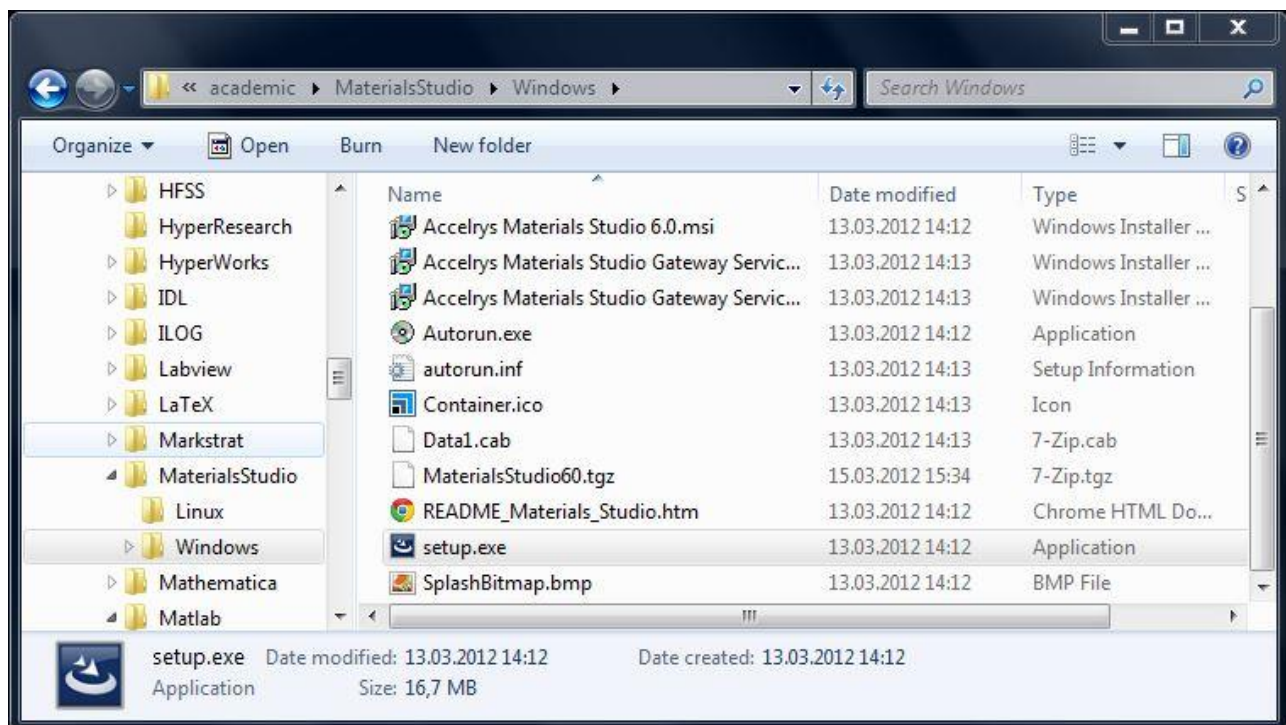 « academic ▸ MaterialsStudio ▸ Windows ▸ Search Windows
Organize ▾ Open Burn New folder
HFSS
HyperResearch
HyperWorks
IDL
ILOG
Labview
LaTeX
Markstrat
MaterialsStudio
Linux
Windows
Mathematica
Matlab
Name Date modified Type S
Accelrys Materials Studio 6.0.msi 13.03.2012 14:12 Windows Installer ...
Accelrys Materials Studio Gateway Servic... 13.03.2012 14:13 Windows Installer ...
Accelrys Materials Studio Gateway Servic... 13.03.2012 14:13 Windows Installer ...
Autorun.exe 13.03.2012 14:12 Application
autorun.inf 13.03.2012 14:13 Setup Information
Container.ico 13.03.2012 14:13 Icon
Data1.cab 13.03.2012 14:13 7-Zip.cab
MaterialsStudio60.tgz 15.03.2012 15:34 7-Zip.tgz
README_Materials_Studio.htm 13.03.2012 14:12 Chrome HTML Do...
setup.exe 13.03.2012 14:12 Application
SplashBitmap.bmp 13.03.2012 14:12 BMP File
setup.exe Date modified: 13.03.2012 14:12 Date created: 13.03.2012 14:12
Application Size: 16,7 MB